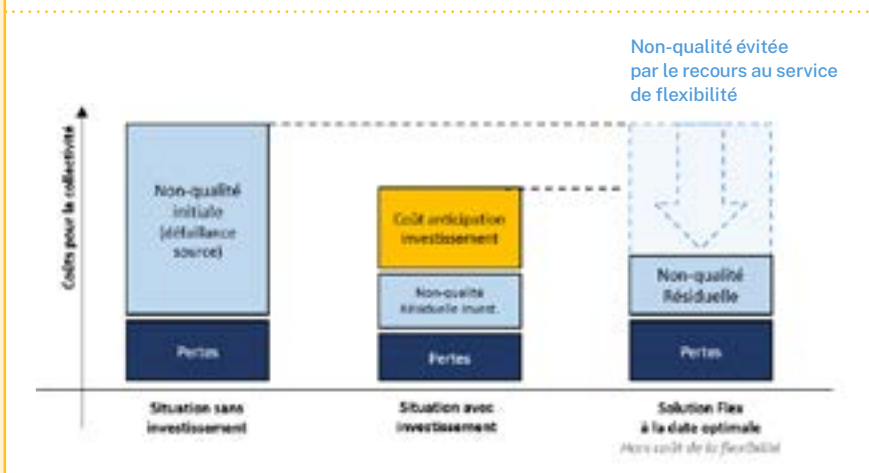 Non-qualité évitée
par le recours au service
de flexibilité
Coûts pour la collectivité
Non-qualité
initiale
(défaillance
source)
Pertes
Coût anticipation
investissement
Non-qualité
Résiduelle invest.
Pertes
Non-qualité
Résiduelle
Pertes
Situation sans
investissement
Situation avec
investissement
Solution Flex
à la date optimale
Hors coût de la flexibilité